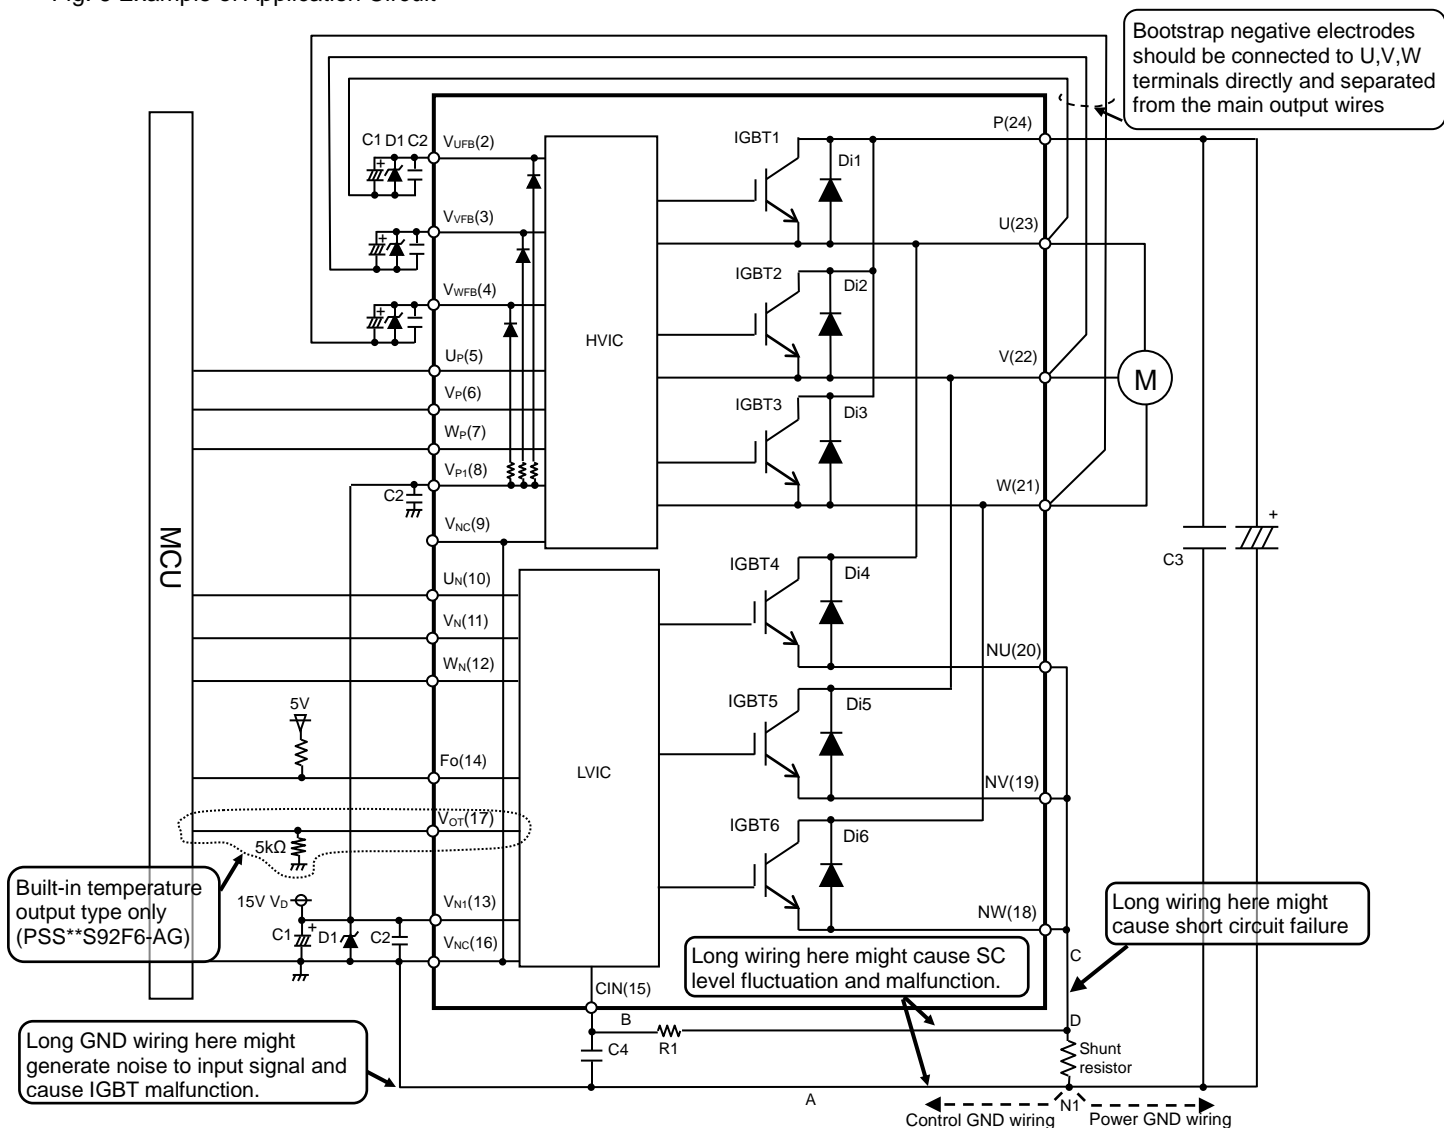 Fig. 3 Example of Application Circuit
Bootstrap negative electrodes
should be connected to U,V,W
terminals directly and separated
from the main output wires
C1 D1 C2
VUFB(2)
IGBT1
Di1
P(24)
VVFB(3)
U(23)
IGBT2
Di2
VWFB(4)
HVIC
UP(5)
V(22)
M
VP(6)
IGBT3
Di3
WP(7)
VP1(8)
C2
W(21)
+
VNC(9)
C3
MCU
IGBT4
Di4
UN(10)
VN(11)
WN(12)
NU(20)
5V
IGBT5
Di5
Fo(14)
LVIC
NV(19)
VOT(17)
IGBT6
Di6
5kΩ
Built-in temperature
output type only
(PSS**S92F6-AG)
15V VD
VN1(13)
C1
+
D1
C2
VNC(16)
NW(18)
Long wiring here might
cause short circuit failure
Long wiring here might cause SC
level fluctuation and malfunction.
C
CIN(15)
B
D
C4
R1
Shunt
resistor
Long GND wiring here might
generate noise to input signal and
cause IGBT malfunction.
A
N1
Control GND wiring
Power GND wiring